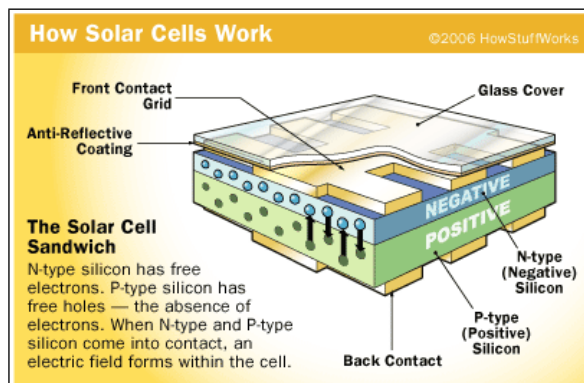 How Solar Cells Work
©2006 HowStuffWorks
Front Contact
Grid
Glass Cover
Anti-Reflective
Coating
NEGATIVE
POSITIVE
The Solar Cell
Sandwich
N-type silicon has free
electrons. P-type silicon has
free holes — the absence of
electrons. When N-type and P-type
silicon come into contact, an
electric field forms within the cell.
N-type
(Negative)
Silicon
P-type
(Positive)
Silicon
Back Contact